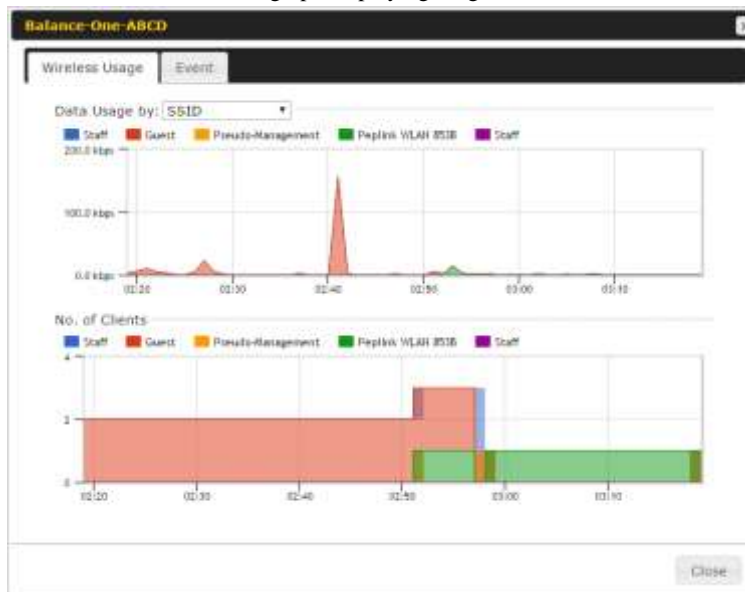 Balance-One-ABCD
Wireless Usage Event
Data Usage by: SSID
Staff Guest Pseudo-Management Peplink WLAN 8538 Staff
200.0 kbps
100.0 kbps
0.0 kbps
02:20 02:30 02:40 02:50 03:00 03:10
No. of Clients
Staff Guest Pseudo-Management Peplink WLAN 8538 Staff
4
2
0
02:20 02:30 02:40 02:50 03:00 03:10
Close